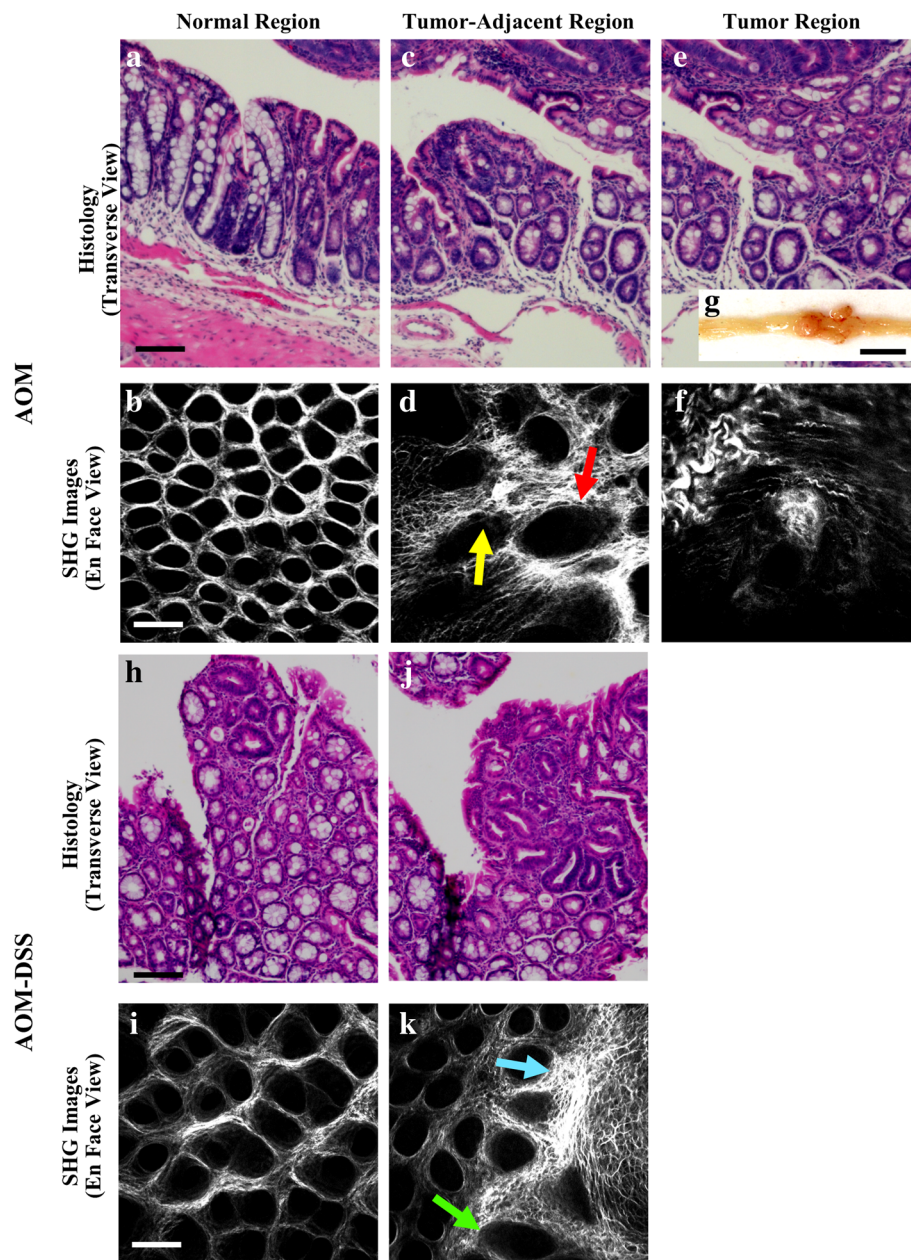 Normal Region
Tumor-Adjacent Region
Tumor Region
AOM
Histology
(Transverse View)
a
c
e
g
SHG Images
(En Face View)
b
d
f
AOM-DSS
Histology
(Transverse View)
h
j
SHG Images
(En Face View)
i
k